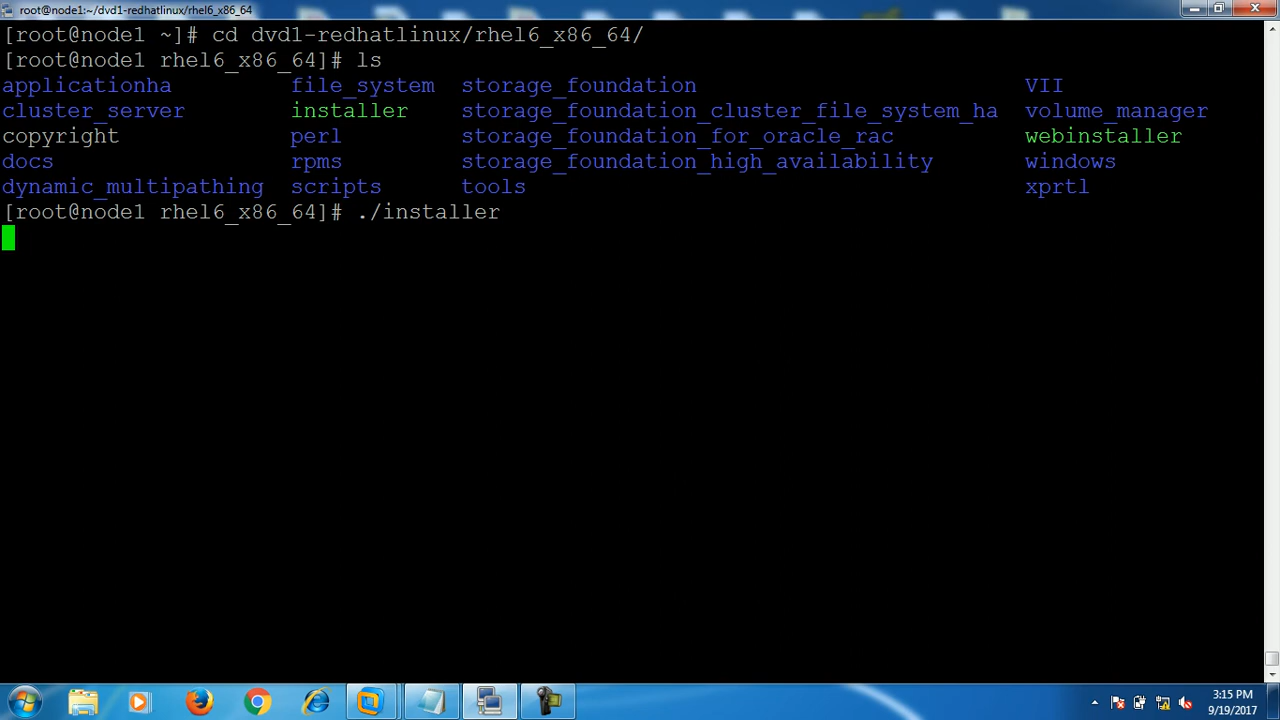 root@node1:~/dvd1-redhatlinux/rhel6_x86_64
[root@node1 ~]# cd dvd1-redhatlinux/rhel6_x86_64/
[root@node1 rhel6_x86_64]# ls
applicationha file_system storage_foundation VII
cluster_server installer storage_foundation_cluster_file_system_ha volume_manager
copyright perl storage_foundation_for_oracle_rac webinstaller
docs rpms storage_foundation_high_availability windows
dynamic_multipathing scripts tools xprtl
[root@node1 rhel6_x86_64]# ./installer
3:15 PM
9/19/2017